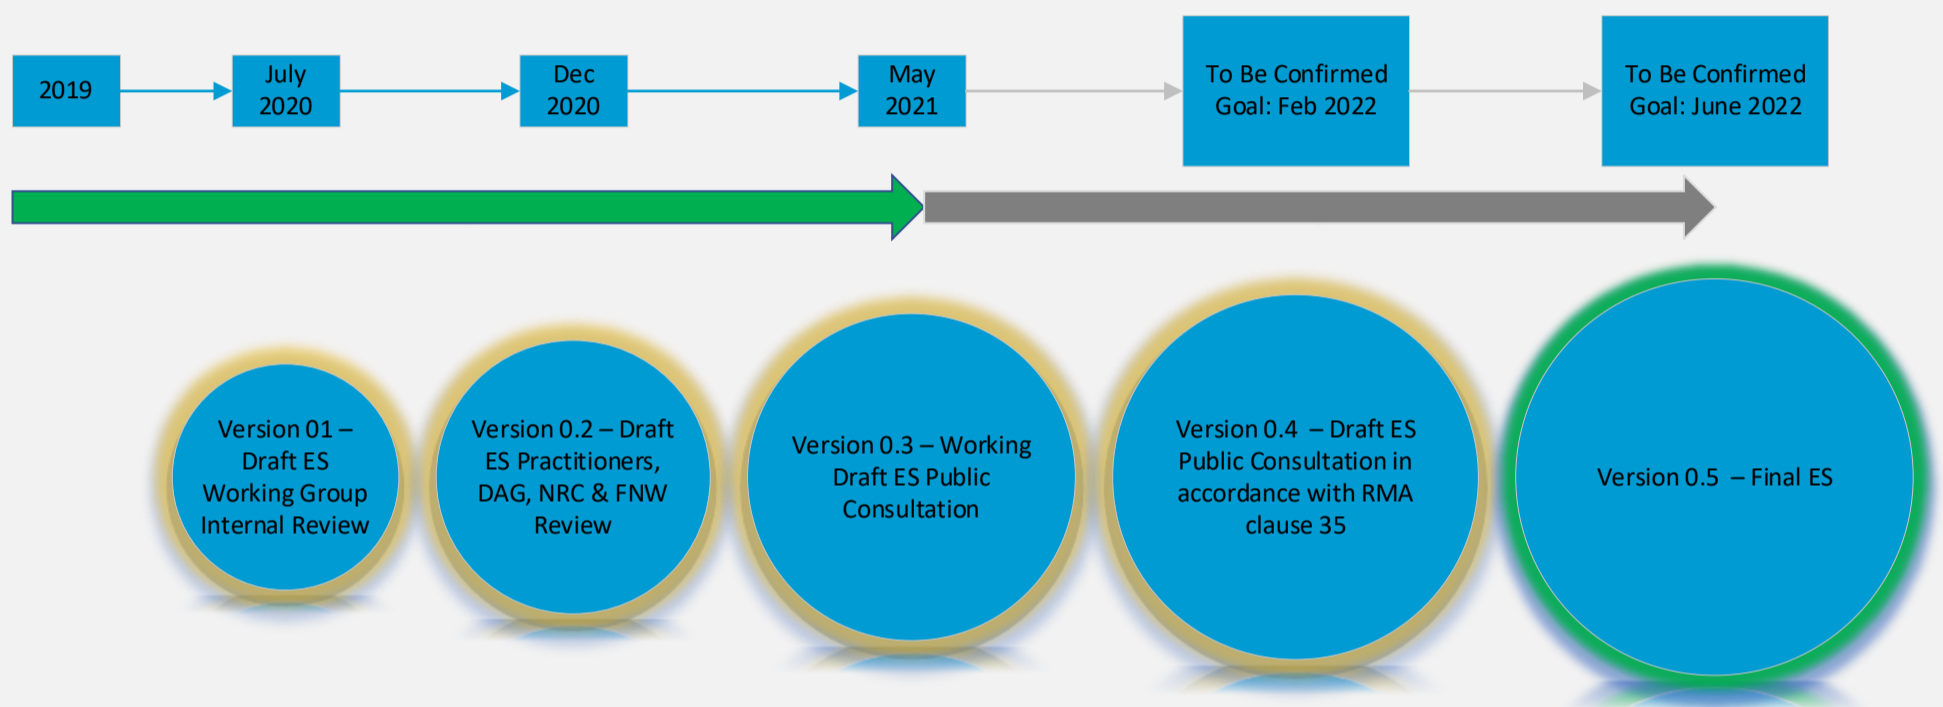 2019
July
2020
Dec
2020
May
2021
To Be Confirmed
Goal: Feb 2022
To Be Confirmed
Goal: June 2022
Version 01 –
Draft ES
Working Group
Internal Review
Version 0.2 – Draft
ES Practitioners,
DAG, NRC & FNW
Review
Version 0.3 – Working
Draft ES Public
Consultation
Version 0.4 – Draft ES
Public Consultation in
accordance with RMA
clause 35
Version 0.5 – Final ES